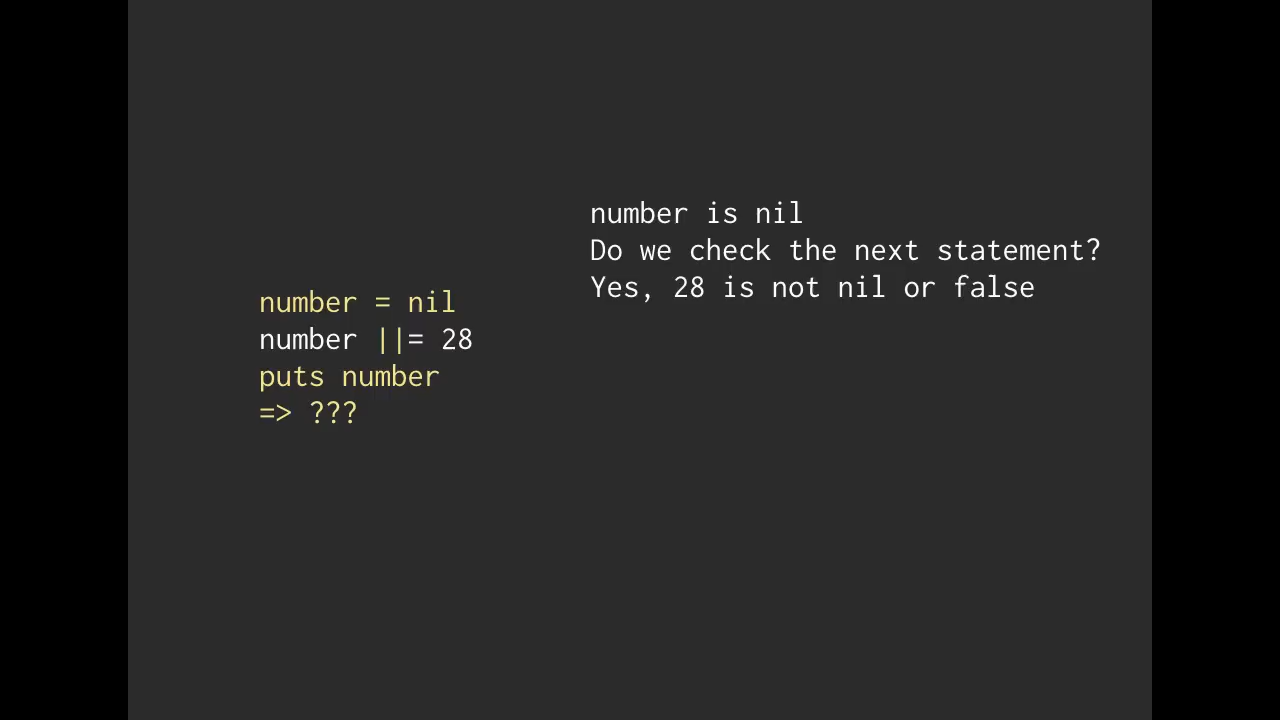 number is nil
Do we check the next statement?
Yes, 28 is not nil or false
number = nil
number ||= 28
puts number
=> ???